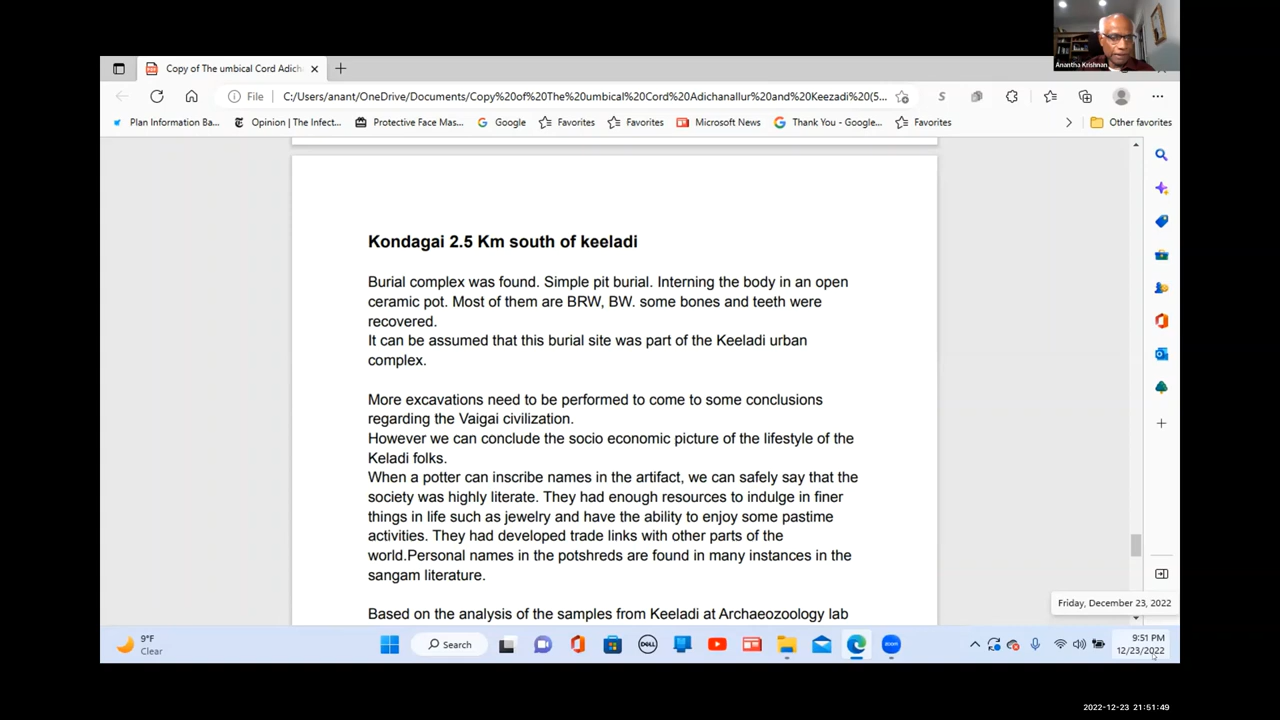 Anantha Krishnan
Copy of The umbical Cord Adich
File C:/Users/anant/OneDrive/Documents/Copy%20of%20The%20umbical%20Cord%20Adichanallur%20and%20Keezadi%20(5...
Plan Information Ba... Opinion | The Infect... Protective Face Mas... Google Favorites Favorites Microsoft News Thank You - Google... Favorites Other favorites
Kondagai 2.5 Km south of keeladi
Burial complex was found. Simple pit burial. Interning the body in an open
ceramic pot. Most of them are BRW, BW. some bones and teeth were
recovered.
It can be assumed that this burial site was part of the Keeladi urban
complex.
More excavations need to be performed to come to some conclusions
regarding the Vaigai civilization.
However we can conclude the socio economic picture of the lifestyle of the
Keladi folks.
When a potter can inscribe names in the artifact, we can safely say that the
society was highly literate. They had enough resources to indulge in finer
things in life such as jewelry and have the ability to enjoy some pastime
activities. They had developed trade links with other parts of the
world.Personal names in the potshreds are found in many instances in the
sangam literature.
Based on the analysis of the samples from Keeladi at Archaeozoology lab
Friday, December 23, 2022
9°F
Clear
Search
DELL
zoom
9:51 PM
12/23/2022
2022-12-23 21:51:49